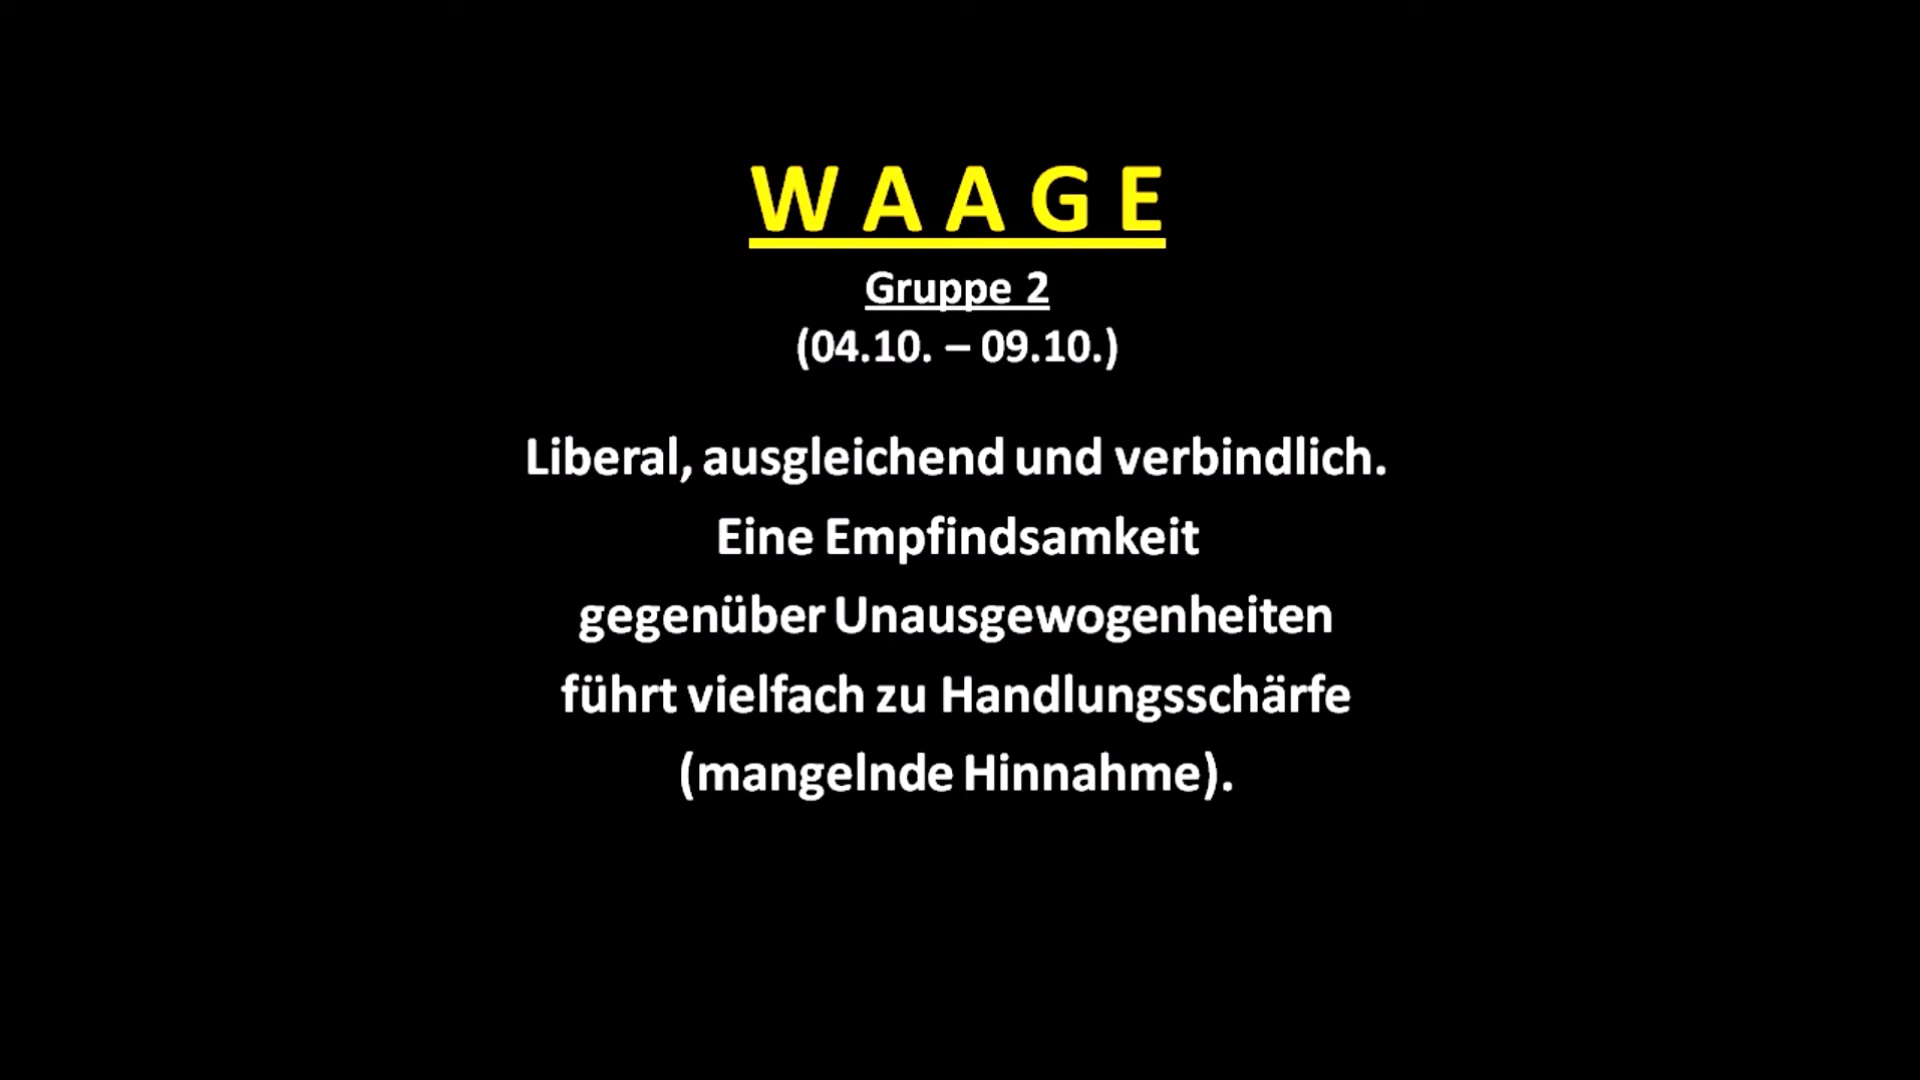 W A A G E
Gruppe 2
(04.10. – 09.10.)
Liberal, ausgleichend und verbindlich.
Eine Empfindsamkeit
gegenüber Unausgewogenheiten
führt vielfach zu Handlungsschärfe
(mangelnde Hinnahme).